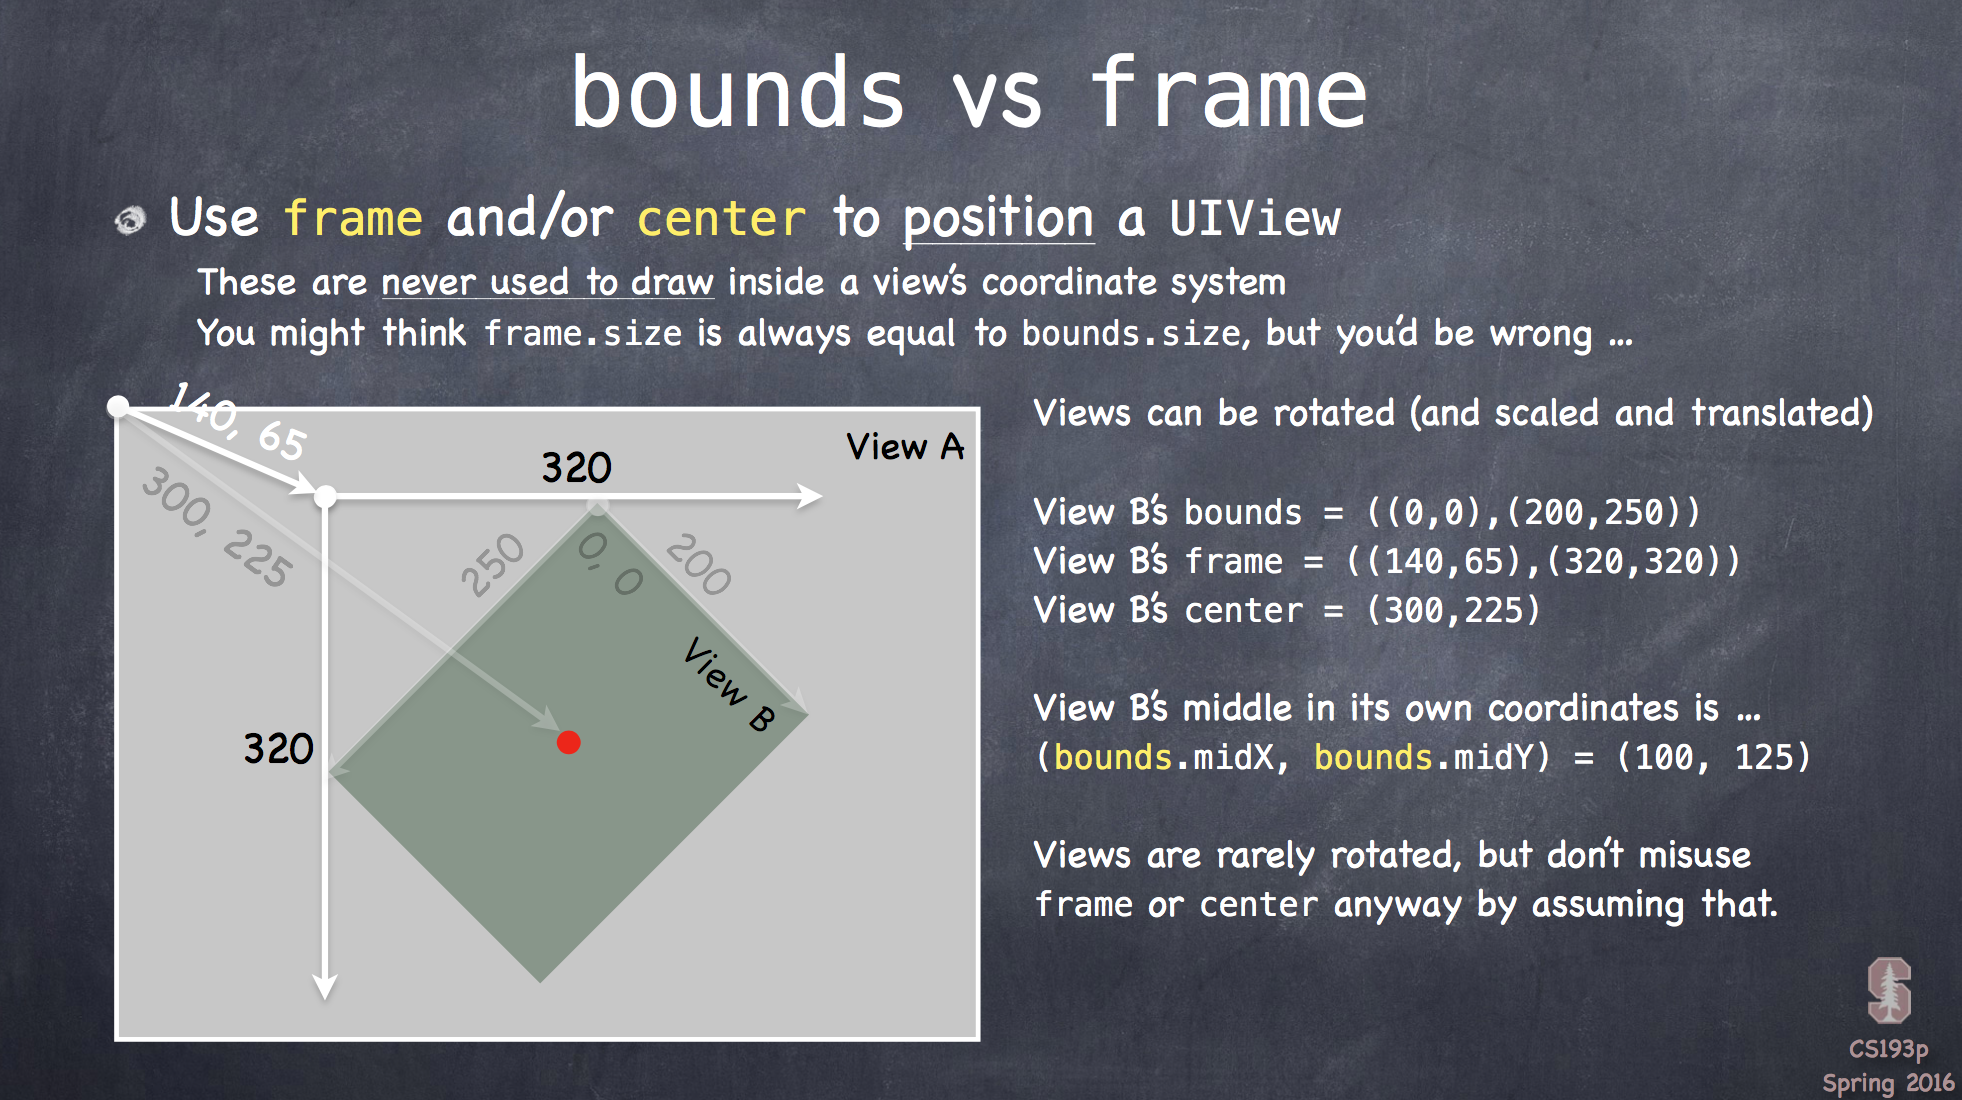 bounds vs frame
Use frame and/or center to position a UIView
These are never used to draw inside a view's coordinate system
You might think frame.size is always equal to bounds.size, but you'd be wrong ...
140, 65
300, 225
320
View A
250
0, 0
200
View B
320
Views can be rotated (and scaled and translated)
View B's bounds = ((0,0),(200,250))
View B's frame = ((140,65),(320,320))
View B's center = (300,225)
View B's middle in its own coordinates is ...
(bounds.midX, bounds.midY) = (100, 125)
Views are rarely rotated, but don't misuse
frame or center anyway by assuming that.
S
CS193p
Spring 2016